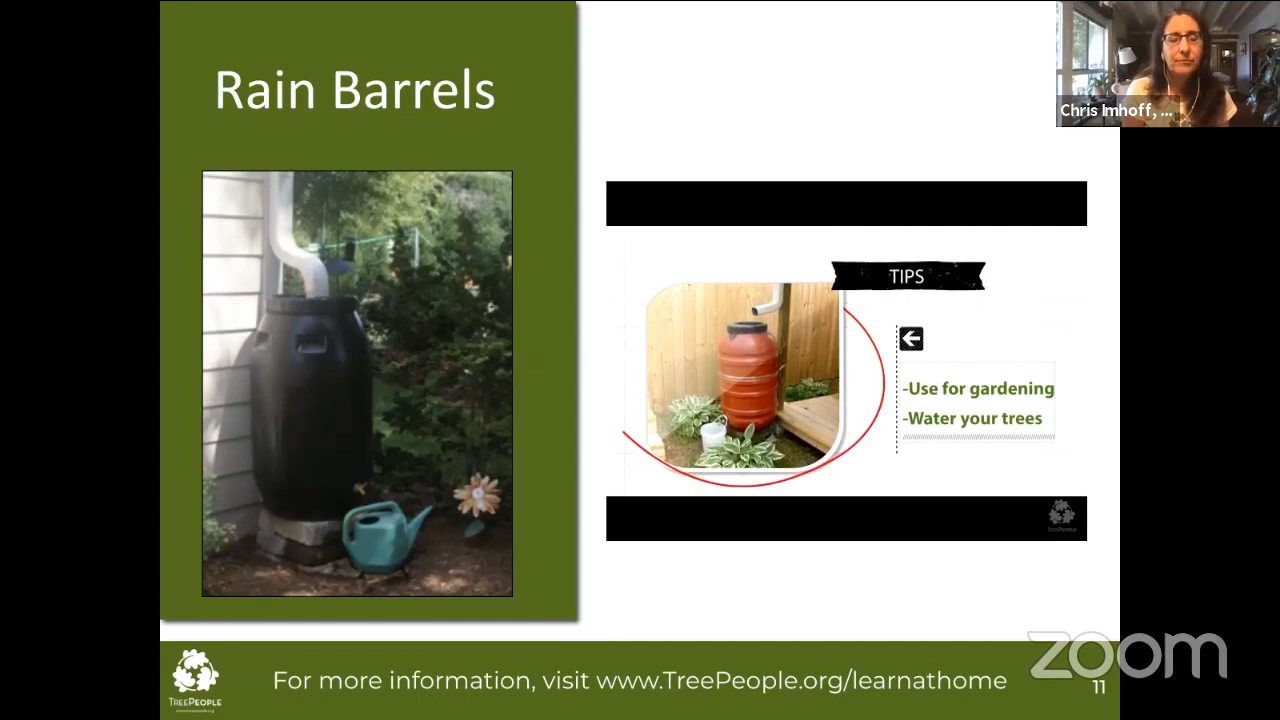 Rain Barrels
Chris Imhoff, ...
TIPS
-Use for gardening
-Water your trees
TREEPEOPLE
TREEPEOPLE
For more information, visit www.TreePeople.org/learnathome
zoom
11